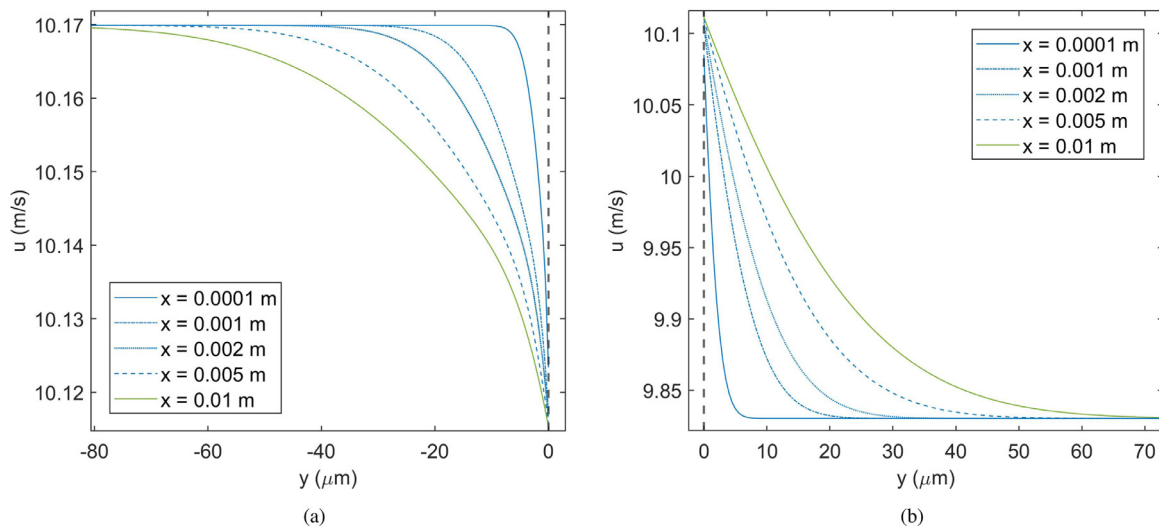 10.17
10.16
10.15
10.14
10.13
10.12
u (m/s)
x = 0.0001 m
x = 0.001 m
x = 0.002 m
x = 0.005 m
x = 0.01 m
-80 -60 -40 -20 0
y (μm)
(a)
10.1
10.05
10
9.95
9.9
9.85
u (m/s)
x = 0.0001 m
x = 0.001 m
x = 0.002 m
x = 0.005 m
x = 0.01 m
0 10 20 30 40 50 60 70
y (μm)
(b)